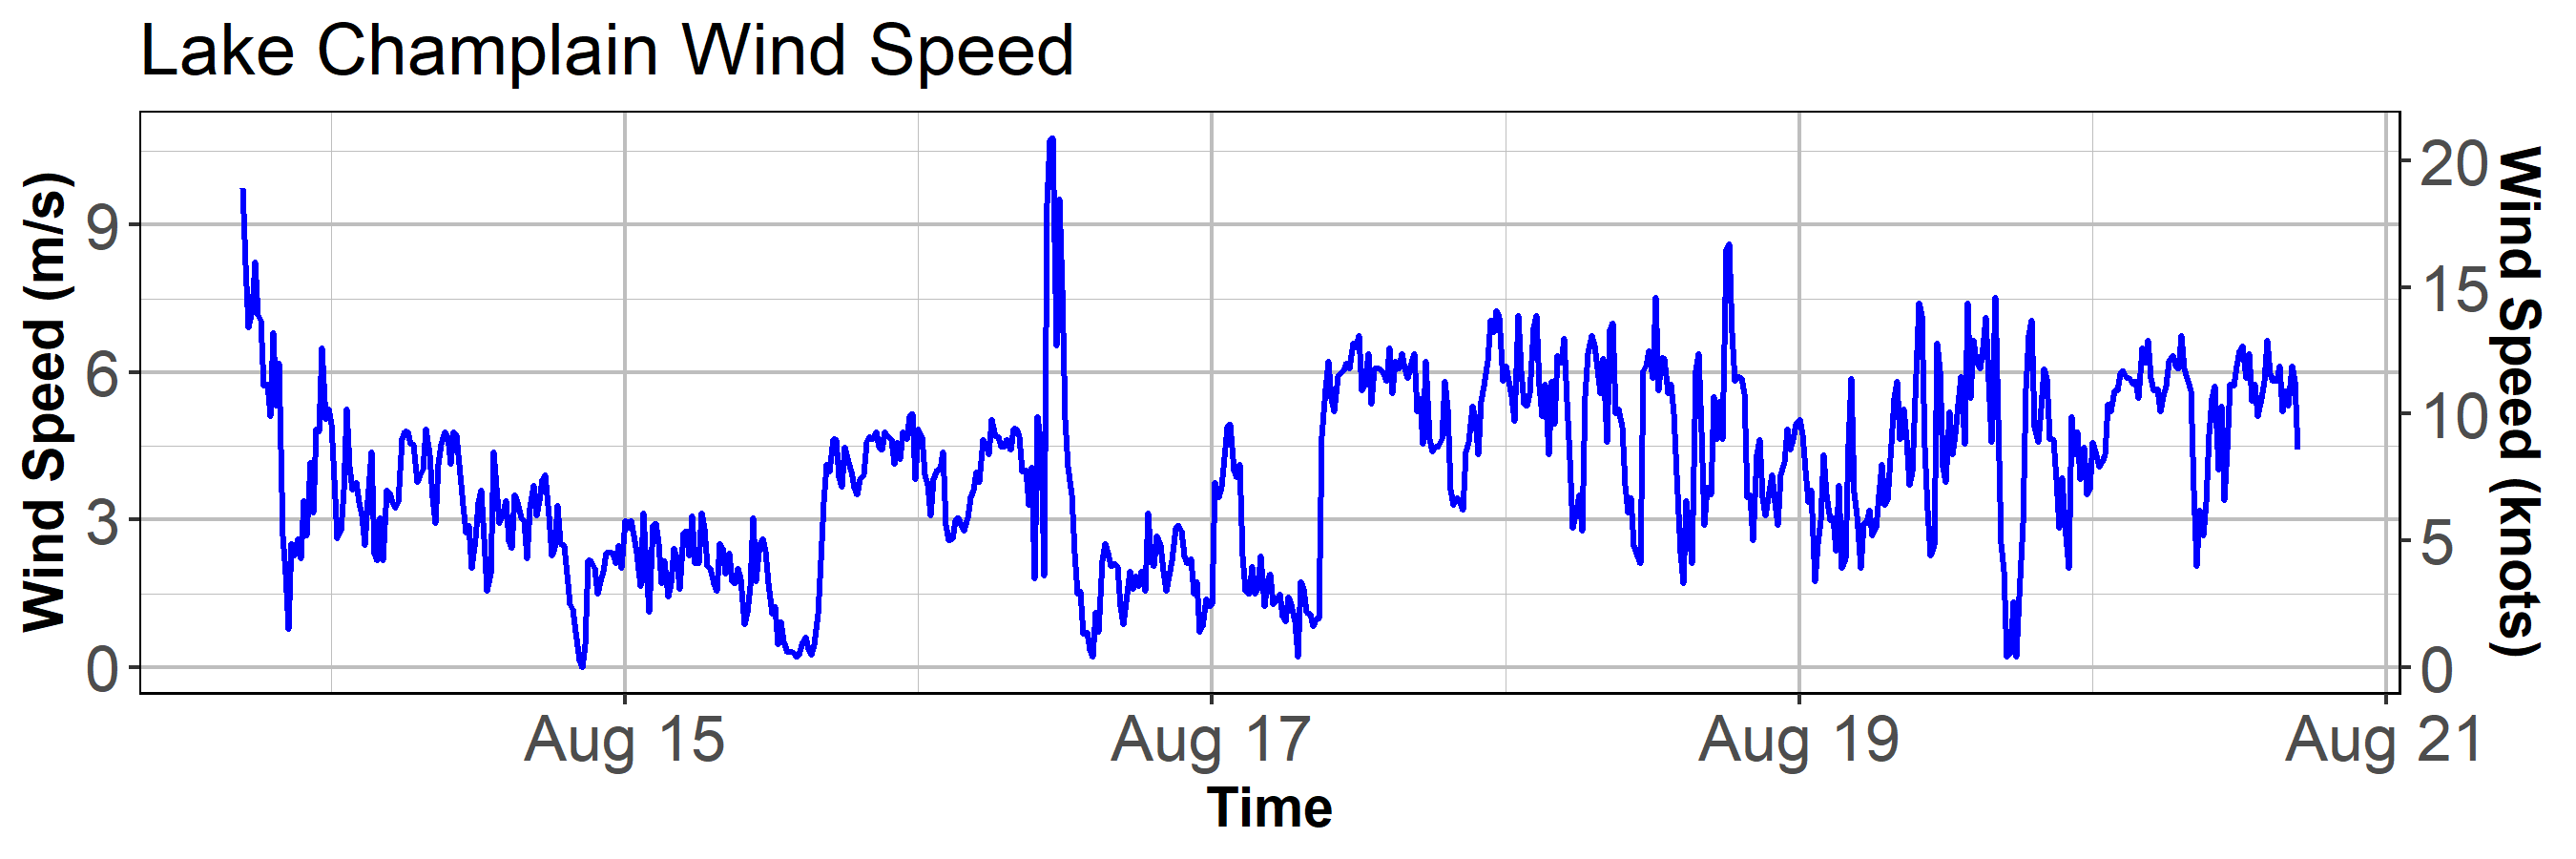 Lake Champlain Wind Speed
Wind Speed (m/s)
9
6
3
0
20
15
10
5
0
Wind Speed (knots)
Aug 15
Aug 17
Aug 19
Aug 21
Time